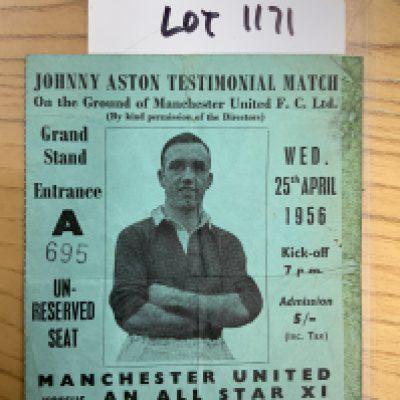 LOT 1171
JOHNNY ASTON TESTIMONIAL MATCH
On the Ground of Manchester United F. C. Ltd.
(By kind permission of the Directors)
Grand
Stand
Entrance
A
695
UN-
RESERVED
SEAT
WED.
25th APRIL
1956
Kick-off
7 p.m.
Admission
5/-
(inc. Tax)
MANCHESTER UNITED
versus AN ALL STAR XI